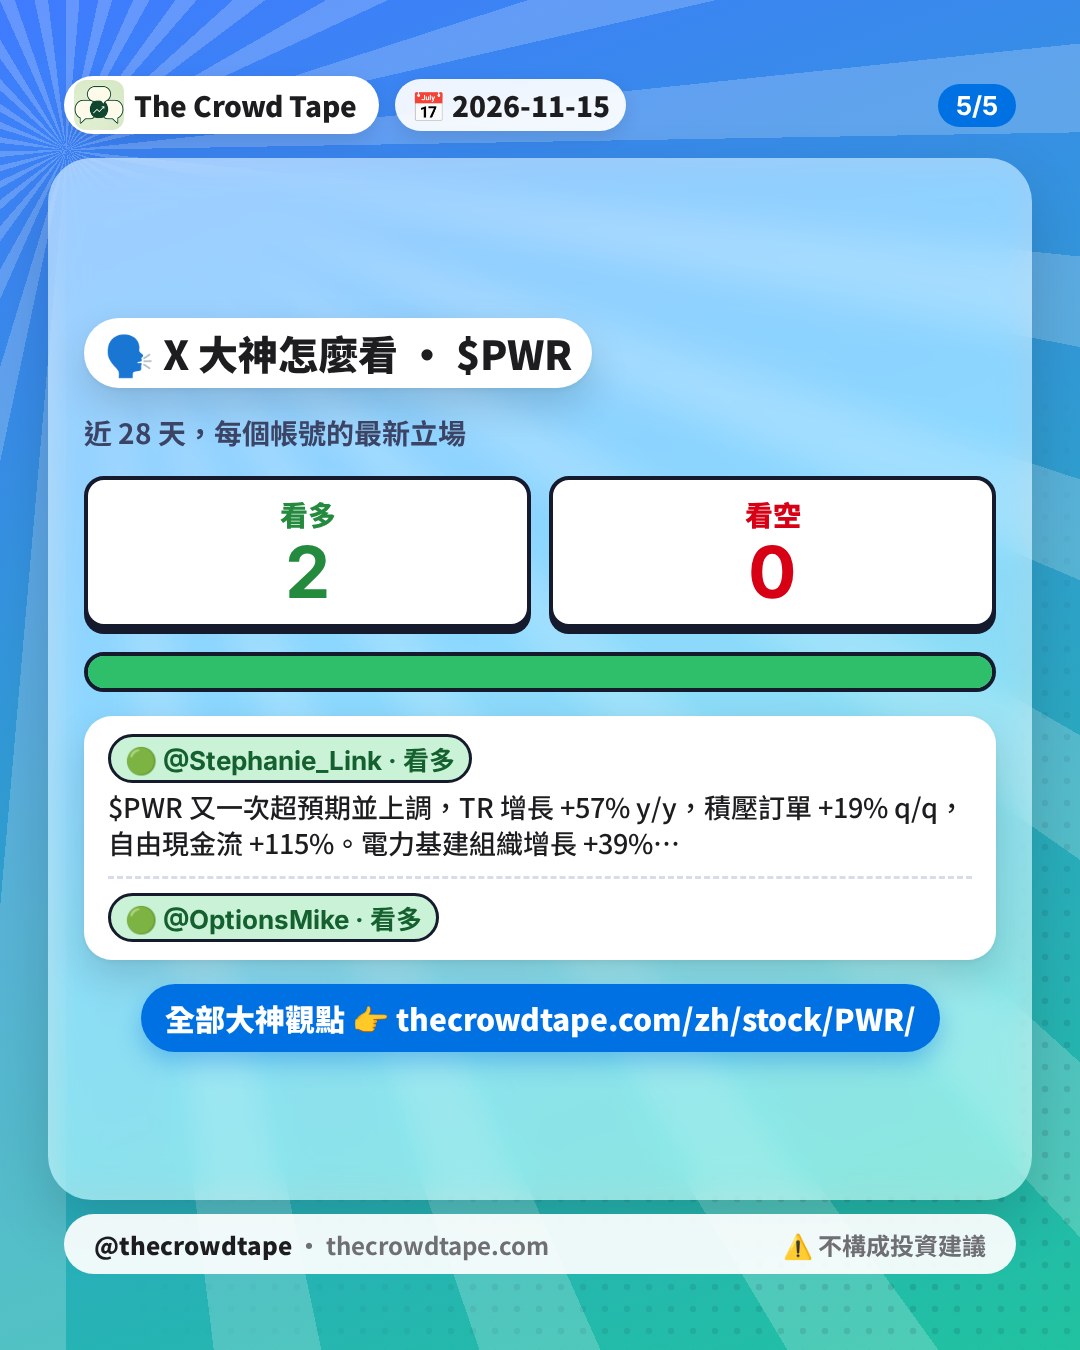 The Crowd Tape
2026-11-15
5/5
X 大神怎麼看 · $PWR
近 28 天，每個帳號的最新立場
看多
2
看空
0
@Stephanie_Link · 看多
$PWR 又一次超預期並上調，TR 增長 +57% y/y，積壓訂單 +19% q/q，
自由現金流 +115%。電力基建組織增長 +39%⋯
@OptionsMike · 看多
全部大神觀點 👉 thecrowdtape.com/zh/stock/PWR/
@thecrowdtape · thecrowdtape.com
⚠️ 不構成投資建議